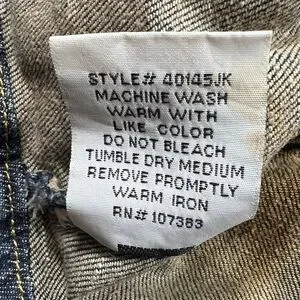 STYLE# 40145JK
MACHINE WASH
WARM WITH
LIKE COLOR
DO NOT BLEACH
TUMBLE DRY MEDIUM
REMOVE PROMPTLY
WARM IRON
RN# 107383